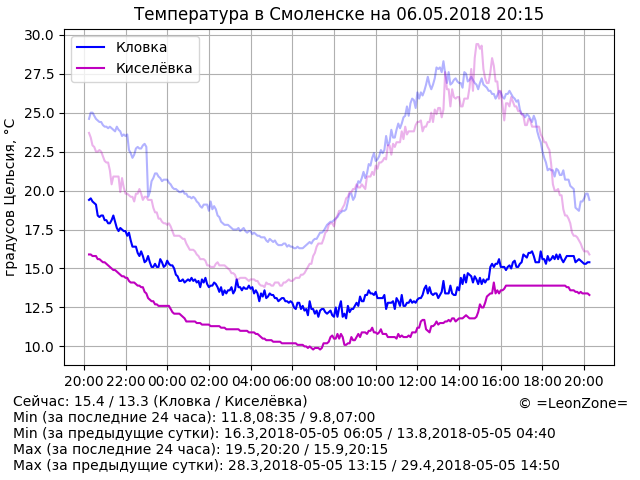 Температура в Смоленске на 06.05.2018 20:15
30.0
27.5
25.0
22.5
20.0
17.5
15.0
12.5
10.0
градусов Цельсия, °C
Кловка
Киселёвка
20:00 22:00 00:00 02:00 04:00 06:00 08:00 10:00 12:00 14:00 16:00 18:00 20:00
Сейчас: 15.4 / 13.3 (Кловка / Киселёвка)
© =LeonZone=
Min (за последние 24 часа): 11.8,08:35 / 9.8,07:00
Min (за предыдущие сутки): 16.3,2018-05-05 06:05 / 13.8,2018-05-05 04:40
Max (за последние 24 часа): 19.5,20:20 / 15.9,20:15
Max (за предыдущие сутки): 28.3,2018-05-05 13:15 / 29.4,2018-05-05 14:50